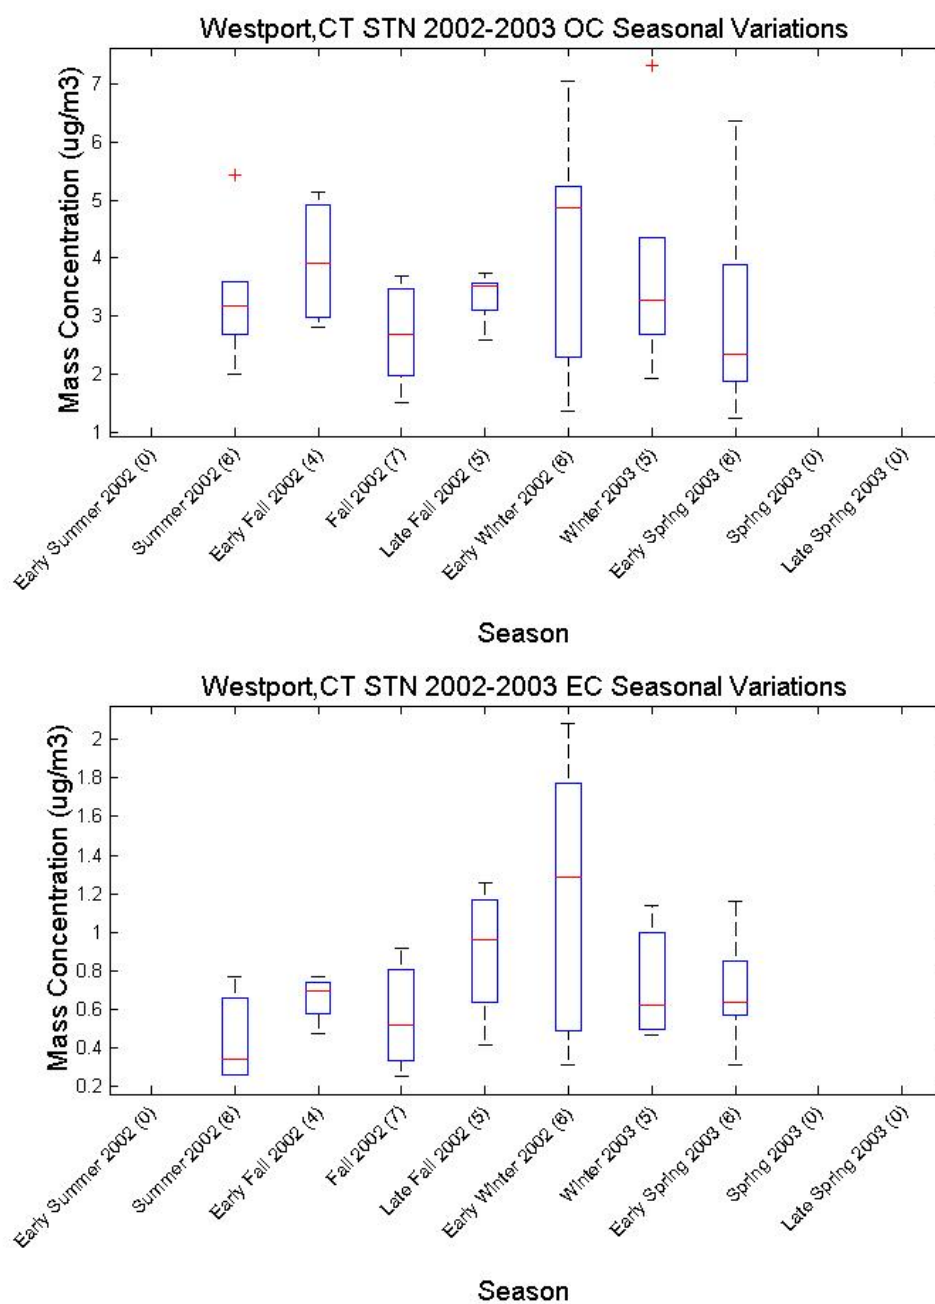 Westport,CT STN 2002-2003 OC Seasonal Variations
Mass Concentration (ug/m3)
7
6
5
4
3
2
1
Early Summer 2002 (0)
Summer 2002 (6)
Early Fall 2002 (4)
Fall 2002 (7)
Late Fall 2002 (5)
Early Winter 2002 (6)
Winter 2003 (5)
Early Spring 2003 (6)
Spring 2003 (0)
Late Spring 2003 (0)
Season
Westport,CT STN 2002-2003 EC Seasonal Variations
Mass Concentration (ug/m3)
2
1.8
1.6
1.4
1.2
1
0.8
0.6
0.4
0.2
Early Summer 2002 (0)
Summer 2002 (6)
Early Fall 2002 (4)
Fall 2002 (7)
Late Fall 2002 (5)
Early Winter 2002 (6)
Winter 2003 (5)
Early Spring 2003 (6)
Spring 2003 (0)
Late Spring 2003 (0)
Season